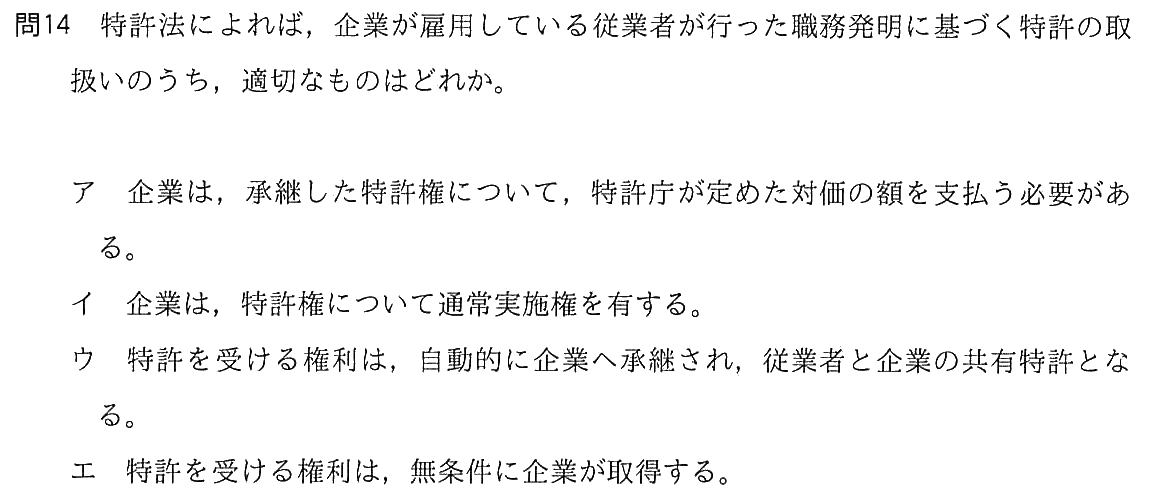 問14　特許法によれば，企業が雇用している従業者が行った職務発明に基づく特許の取
扱いのうち，適切なものはどれか。
ア　企業は，承継した特許権について，特許庁が定めた対価の額を支払う必要があ
る。
イ　企業は，特許権について通常実施権を有する。
ウ　特許を受ける権利は，自動的に企業へ承継され，従業者と企業の共有特許とな
る。
エ　特許を受ける権利は，無条件に企業が取得する。